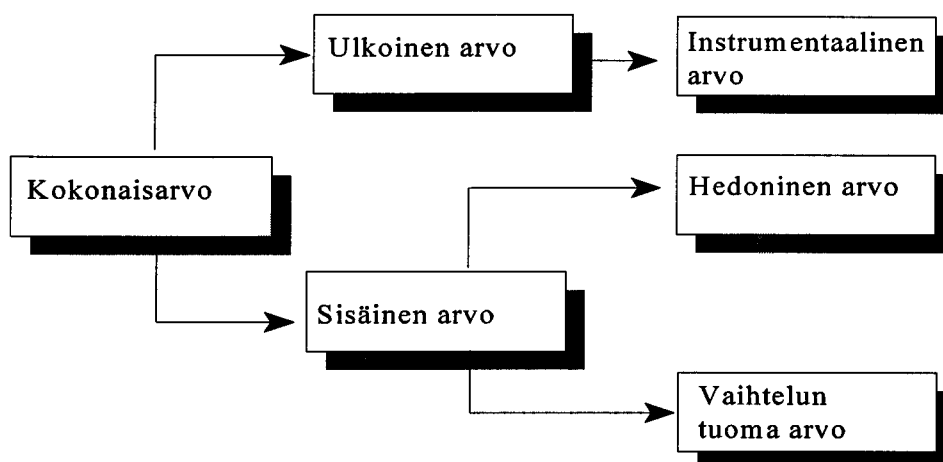 Ulkoinen arvo
Instrumentaalinen
arvo
Kokonaisarvo
Hedoninen arvo
Sisäinen arvo
Vaihtelun
tuoma arvo